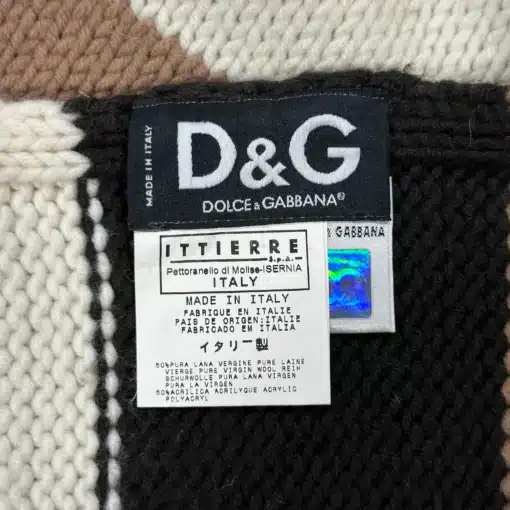 MADE IN ITALY
D&G
DOLCE & GABBANA
& GABBANA
ITTIERRE
S.p.A.
Pettoranello di Molise-ISERNIA
ITALY
MADE IN ITALY
FABRIQUE EN ITALIE
PAIS DE ORIGEN:ITALIE
FABRICADO EM ITALIA
イタリー製
50%PURA LANA VERGINE PURE LAINE
VIERGE PURE VIRGIN WOOL REIH
SCHURWOLLE PURA LANA VIRGEN
PURA LA VIRGEN
50%ACRILICA ACRYLIQUE ACRYLIC
POLYACRYL